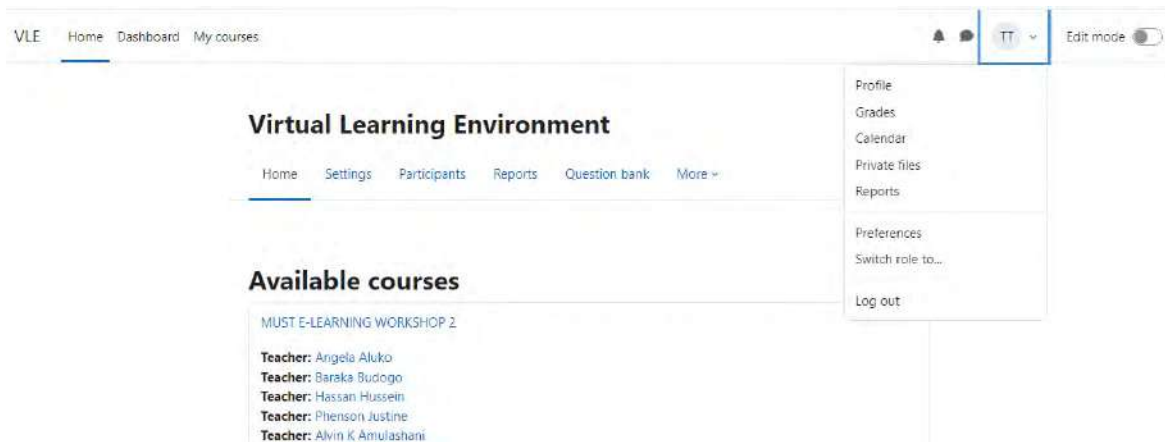 VLE Home Dashboard My courses TT Edit mode
Profile
Grades
Calendar
Private files
Reports
Preferences
Switch role to...
Log out
Virtual Learning Environment
Home Settings Participants Reports Question bank More
Available courses
MUST E-LEARNING WORKSHOP 2
Teacher: Angela Aluko
Teacher: Baraka Budogo
Teacher: Hassan Hussein
Teacher: Phenson Justine
Teacher: Alvin K Amulashani